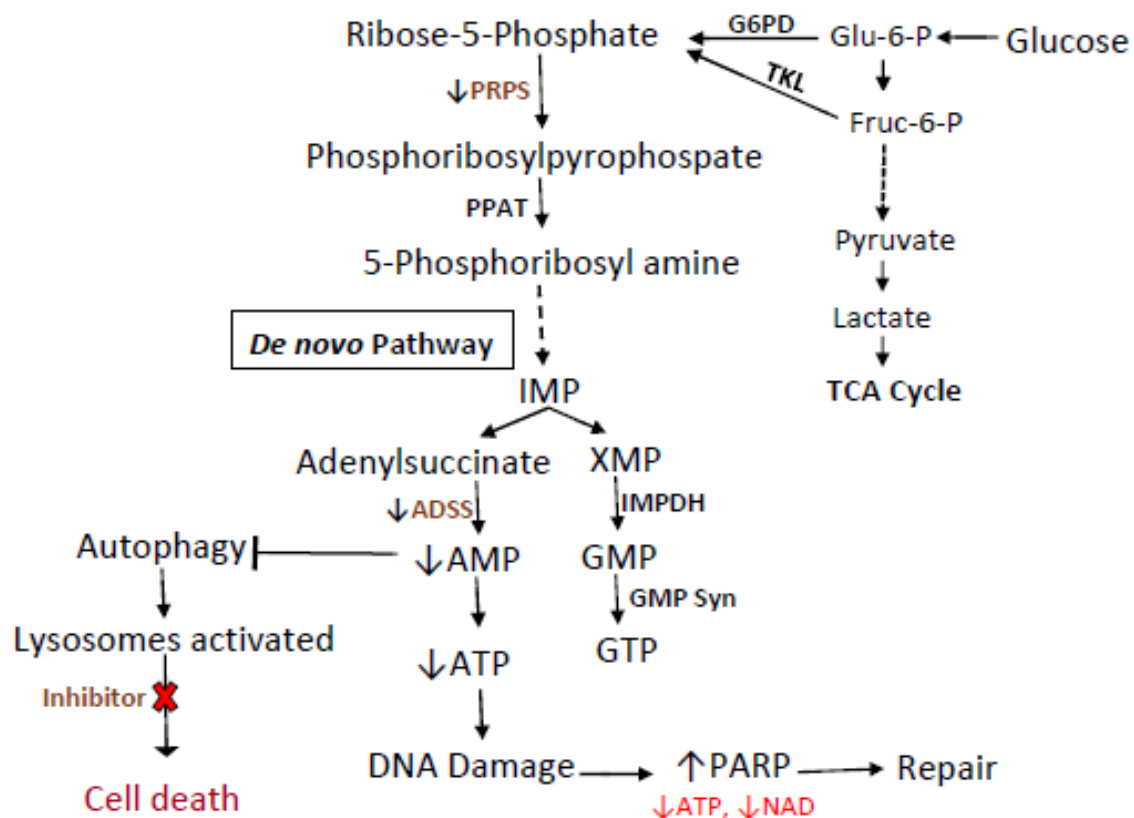 Ribose-5-Phosphate
G6PD
Glu-6-P
Glucose
↓PRPS
TKL
Fruc-6-P
Phosphoribosylpyrophospate
PPAT
Pyruvate
5-Phosphoribosyl amine
Lactate
De novo Pathway
TCA Cycle
IMP
Adenylsuccinate
XMP
↓ADSS
IMPDH
Autophagy
↓AMP
GMP
GMP Syn
Lysosomes activated
↓ATP
GTP
Inhibitor
DNA Damage
↑PARP
Repair
Cell death
↓ATP, ↓NAD